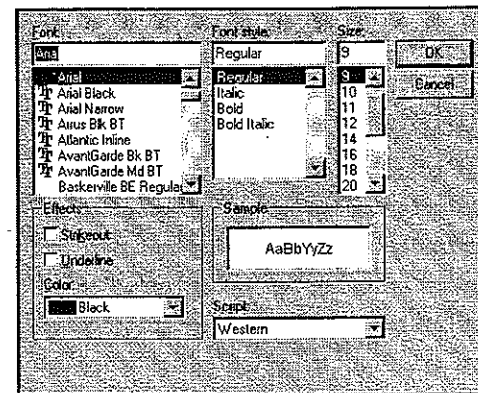 Font:
Arial
Arial
Arial Black
Arial Narrow
Aurus Blk BT
Atlantic Inline
AvantGarde Bk BT
AvantGarde Md BT
Baskerville BE Regular
Font style:
Regular
Regular
Italic
Bold
Bold Italic
Size:
9
9
10
11
12
14
16
18
20
OK
Cancel
Effects
Strikeout
Underline
Color:
Black
Sample
AaBbYyZz
Script:
Western